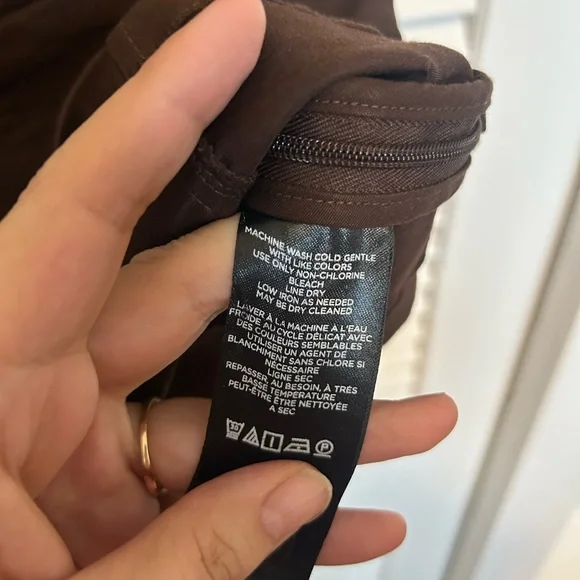 MACHINE WASH COLD GENTLE
WITH LIKE COLORS
USE ONLY NON-CHLORINE
BLEACH
LINE DRY
LOW IRON AS NEEDED
MAY BE DRY CLEANED
LAVER À LA MACHINE À L'EAU
FROIDE AU CYCLE DÉLICAT AVEC
DES COULEURS SEMBLABLES
UTILISER UN AGENT DE
BLANCHIMENT SANS CHLORE SI
NÉCESSAIRE
LIGNE SEC
REPASSER, AU BESOIN, À TRÈS
BASSE TEMPÉRATURE
PEUT-ÊTRE ÊTRE NETTOYÉE
A SEC
30 P